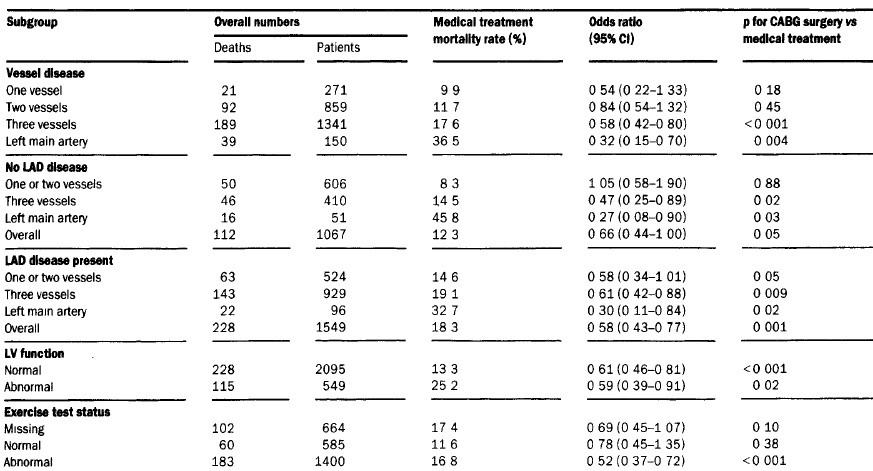 Subgroup Overall numbers Medical treatment mortality rate (%) Odds ratio (95% CI) p for CABG surgery vs medical treatment
Deaths Patients
Vessel disease
One vessel 21 271 9 9 0 54 (0 22–1 33) 0 18
Two vessels 92 859 11 7 0 84 (0 54–1 32) 0 45
Three vessels 189 1341 17 6 0 58 (0 42–0 80) <0 001
Left main artery 39 150 36 5 0 32 (0 15–0 70) 0 004
No LAD disease
One or two vessels 50 606 8 3 1 05 (0 58–1 90) 0 88
Three vessels 46 410 14 5 0 47 (0 25–0 89) 0 02
Left main artery 16 51 45 8 0 27 (0 08–0 90) 0 03
Overall 112 1067 12 3 0 66 (0 44–1 00) 0 05
LAD disease present
One or two vessels 63 524 14 6 0 58 (0 34–1 01) 0 05
Three vessels 143 929 19 1 0 61 (0 42–0 88) 0 009
Left main artery 22 96 32 7 0 30 (0 11–0 84) 0 02
Overall 228 1549 18 3 0 58 (0 43–0 77) 0 001
LV function
Normal 228 2095 13 3 0 61 (0 46–0 81) <0 001
Abnormal 115 549 25 2 0 59 (0 39–0 91) 0 02
Exercise test status
Missing 102 664 17 4 0 69 (0 45–1 07) 0 10
Normal 60 585 11 6 0 78 (0 45–1 35) 0 38
Abnormal 183 1400 16 8 0 52 (0 37–0 72) <0 001